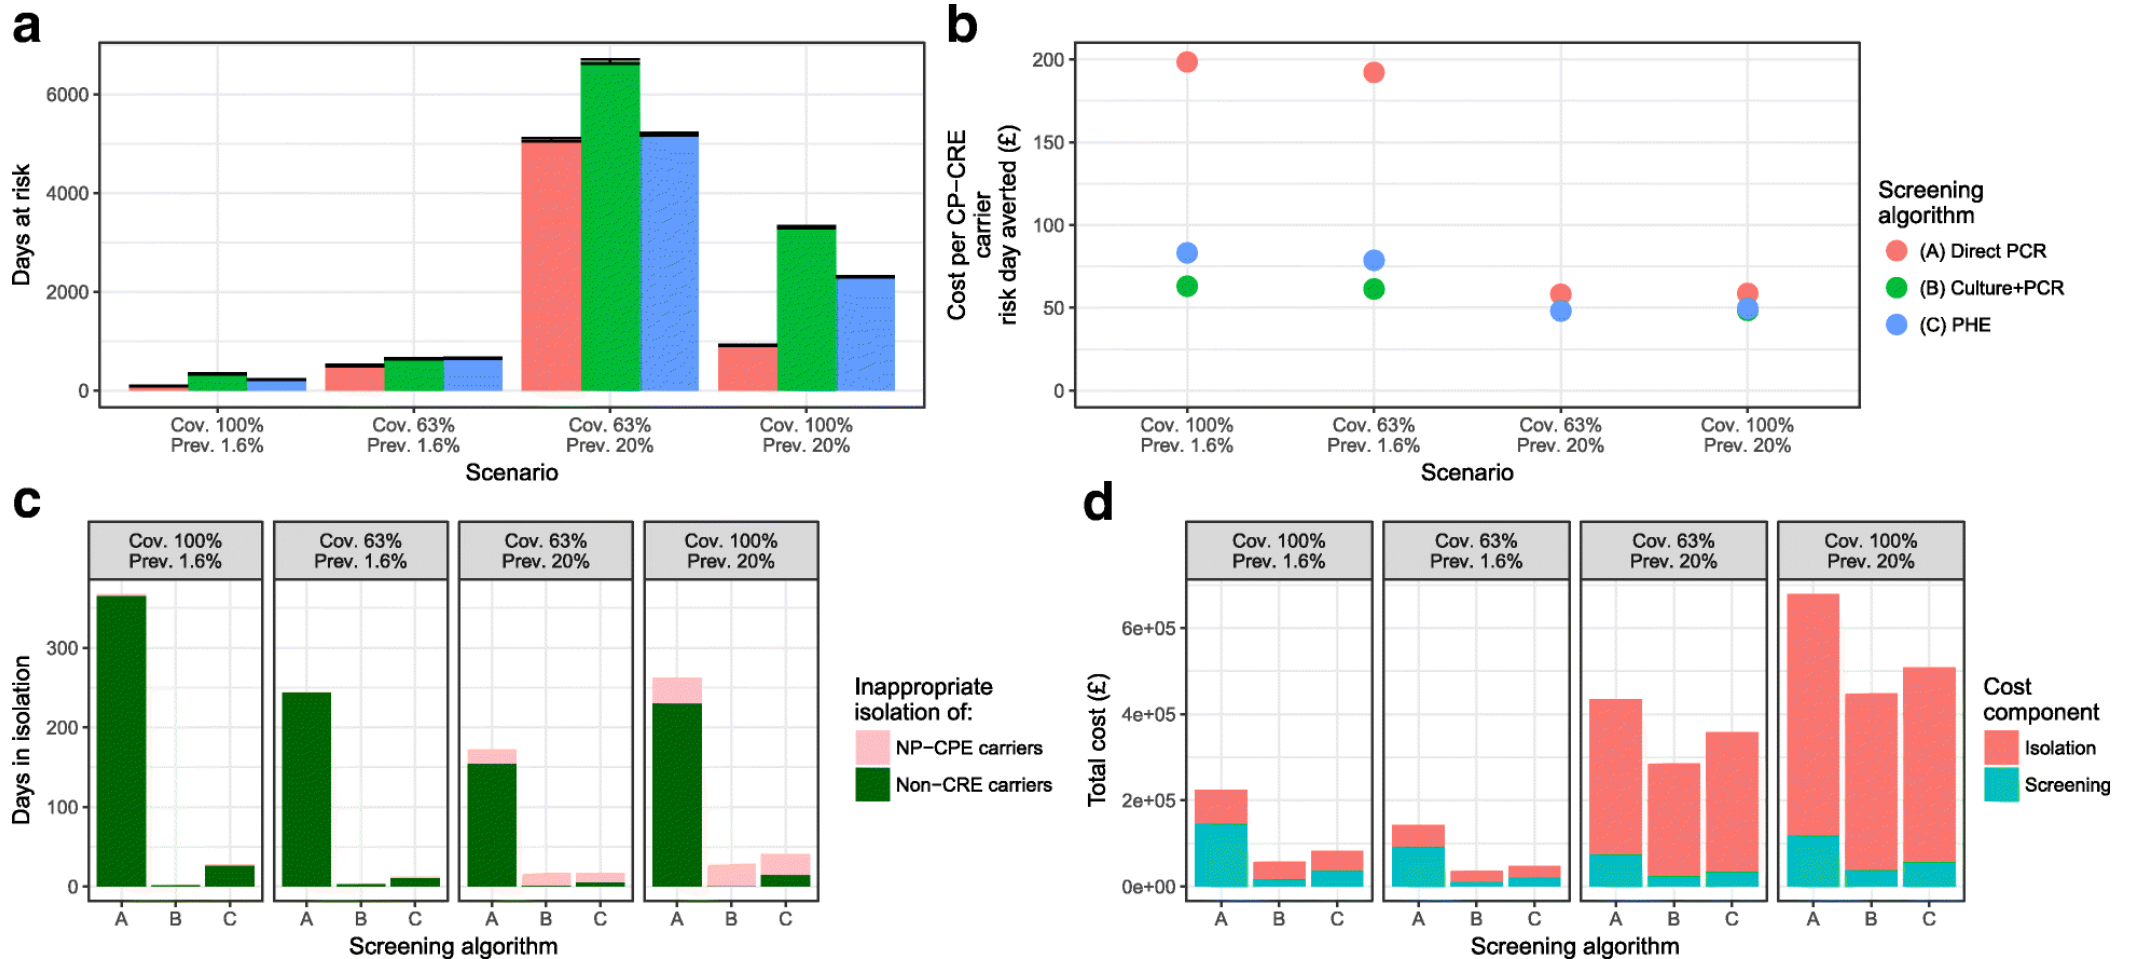 a
Days at risk
6000
4000
2000
0
Cov. 100%
Prev. 1.6%
Cov. 63%
Prev. 1.6%
Cov. 63%
Prev. 20%
Cov. 100%
Prev. 20%
Scenario
b
Cost per CP−CRE
carrier
risk day averted (£)
200
150
100
50
0
Cov. 100%
Prev. 1.6%
Cov. 63%
Prev. 1.6%
Cov. 63%
Prev. 20%
Cov. 100%
Prev. 20%
Scenario
Screening
algorithm
(A) Direct PCR
(B) Culture+PCR
(C) PHE
c
Cov. 100%
Prev. 1.6%
Cov. 63%
Prev. 1.6%
Cov. 63%
Prev. 20%
Cov. 100%
Prev. 20%
Days in isolation
300
200
100
0
A B C A B C A B C A B C
Screening algorithm
Inappropriate
isolation of:
NP−CPE carriers
Non−CRE carriers
d
Cov. 100%
Prev. 1.6%
Cov. 63%
Prev. 1.6%
Cov. 63%
Prev. 20%
Cov. 100%
Prev. 20%
Total cost (£)
6e+05
4e+05
2e+05
0e+00
A B C A B C A B C A B C
Screening algorithm
Cost
component
Isolation
Screening